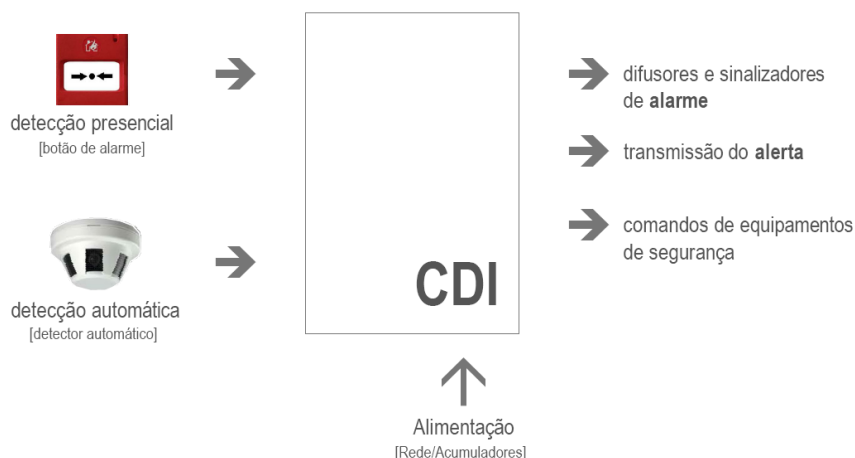 detecção presencial
[botão de alarme]
detecção automática
[detector automático]
CDI
Alimentação
[Rede/Acumuladores]
difusores e sinalizadores
de alarme
transmissão do alerta
comandos de equipamentos
de segurança